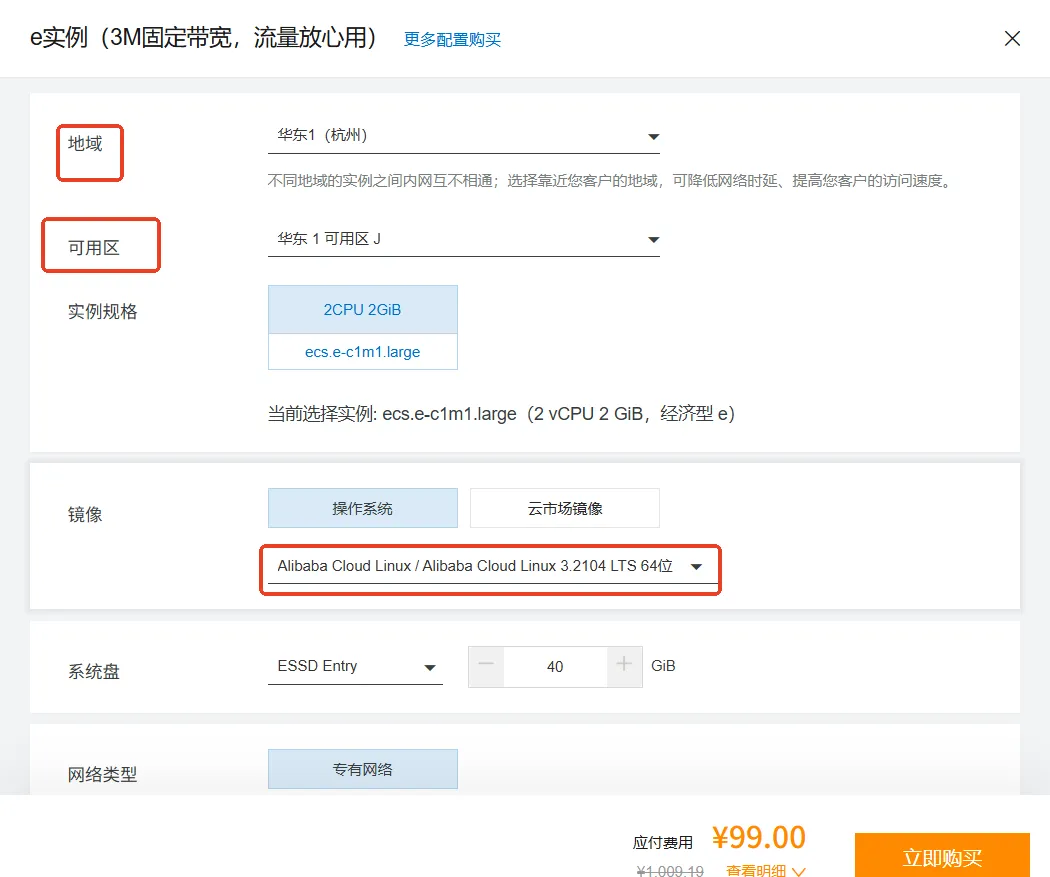 e实例（3M固定带宽，流量放心用） 更多配置购买
地域 华东1（杭州）
不同地域的实例之间内网互不相通；选择靠近您客户的地域，可降低网络时延、提高您客户的访问速度。
可用区 华东 1 可用区 J
实例规格 2CPU 2GiB
ecs.e-c1m1.large
当前选择实例: ecs.e-c1m1.large（2 vCPU 2 GiB，经济型 e）
镜像 操作系统 云市场镜像
Alibaba Cloud Linux / Alibaba Cloud Linux 3.2104 LTS 64位
系统盘 ESSD Entry 40 GiB
网络类型 专有网络
应付费用 ¥99.00 立即购买
¥1,009.19 查看明细